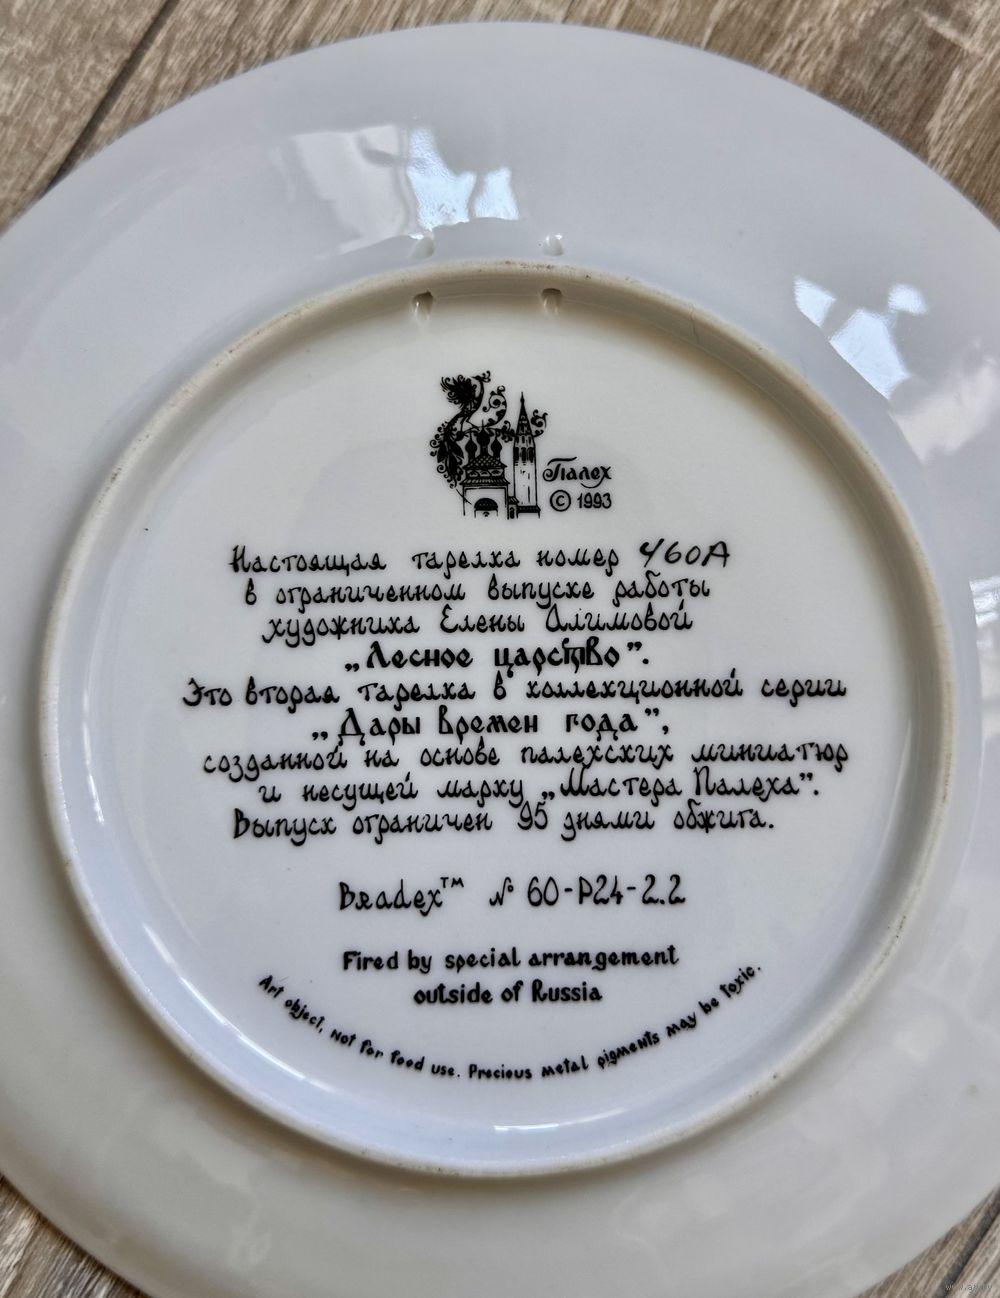 Палех
© 1993
Настоящая тарелка номер 460A
в ограниченном выпуске работы
художника Елены Алимовой
„Лесное царство”.
Это вторая тарелка в коллекционной серии
„Дары времен года”,
созданной на основе палехских миниатюр
и несущей марку „Мастера Палеха”.
Выпуск ограничен 95 днями обжига.
Bradex™ № 60-P24-2.2
Fired by special arrangement
outside of Russia
Art object, not for food use. Precious metal pigments may be toxic.